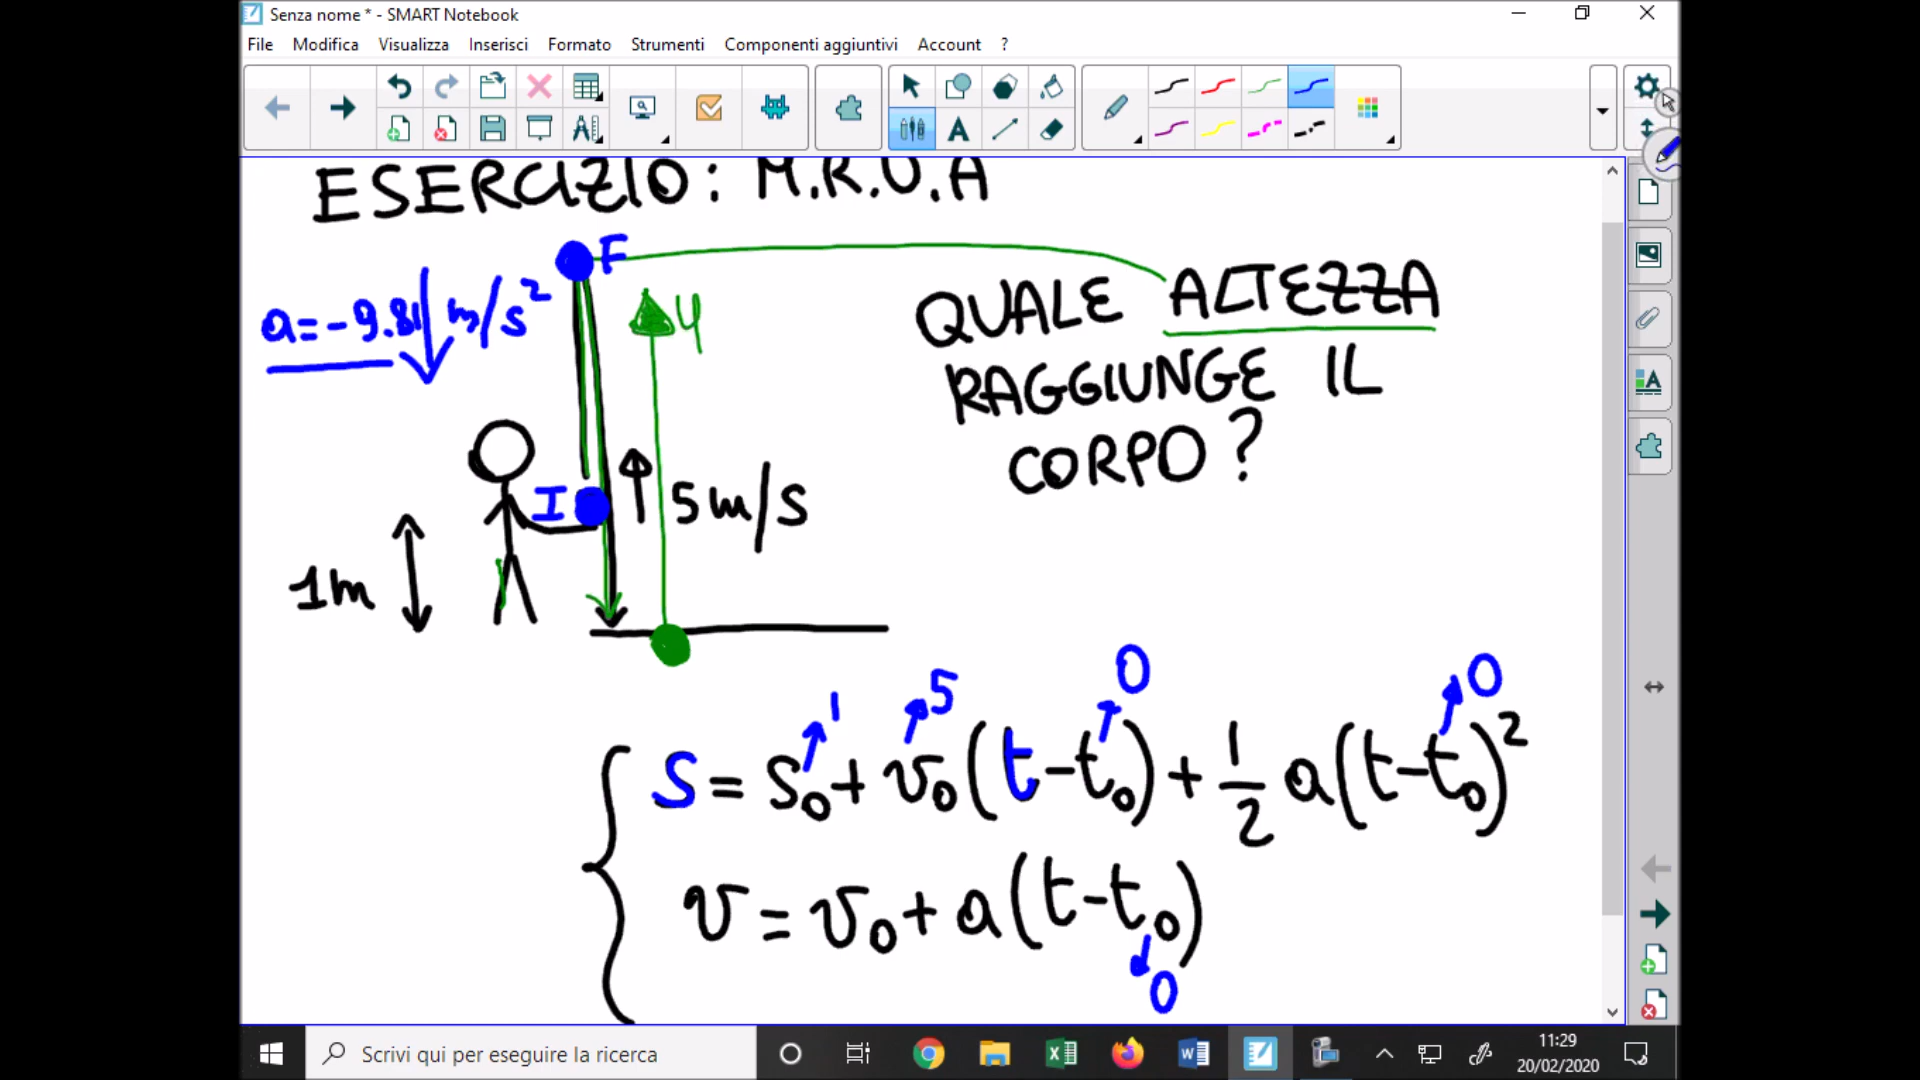 Senza nome * - SMART Notebook
File Modifica Visualizza Inserisci Formato Strumenti Componenti aggiuntivi Account ?
ESERCIZIO: M.R.U.A
F
a=-9.81 m/s²
y
QUALE ALTEZZA
RAGGIUNGE IL
CORPO?
I
5m/s
1m
1 5 0 0
S = S₀ + v₀(t-t₀) + 1/2 a(t-t₀)²
v = v₀ + a(t-t₀)
0
Scrivi qui per eseguire la ricerca
11:29
20/02/2020